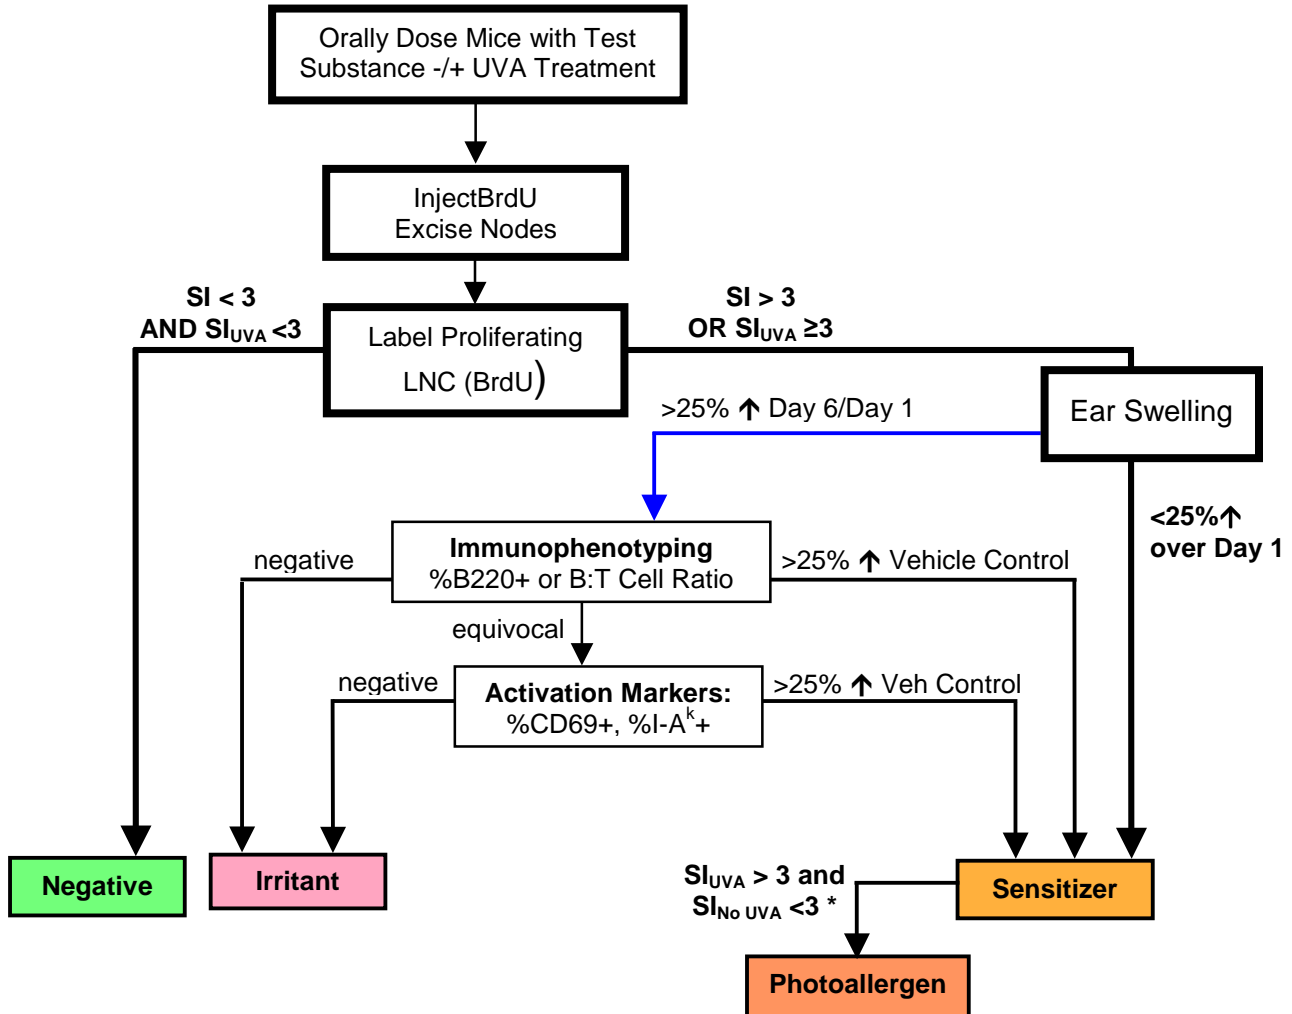 Orally Dose Mice with Test
Substance -/+ UVA Treatment
InjectBrdU
Excise Nodes
SI < 3
AND SIUVA <3
Label Proliferating
LNC (BrdU)
SI > 3
OR SIUVA ≥3
Ear Swelling
>25% ↑ Day 6/Day 1
<25%↑
over Day 1
negative
Immunophenotyping
%B220+ or B:T Cell Ratio
>25% ↑ Vehicle Control
equivocal
negative
Activation Markers:
%CD69+, %I-Ak+
>25% ↑ Veh Control
Negative
Irritant
SIUVA > 3 and
SINo UVA <3 *
Sensitizer
Photoallergen